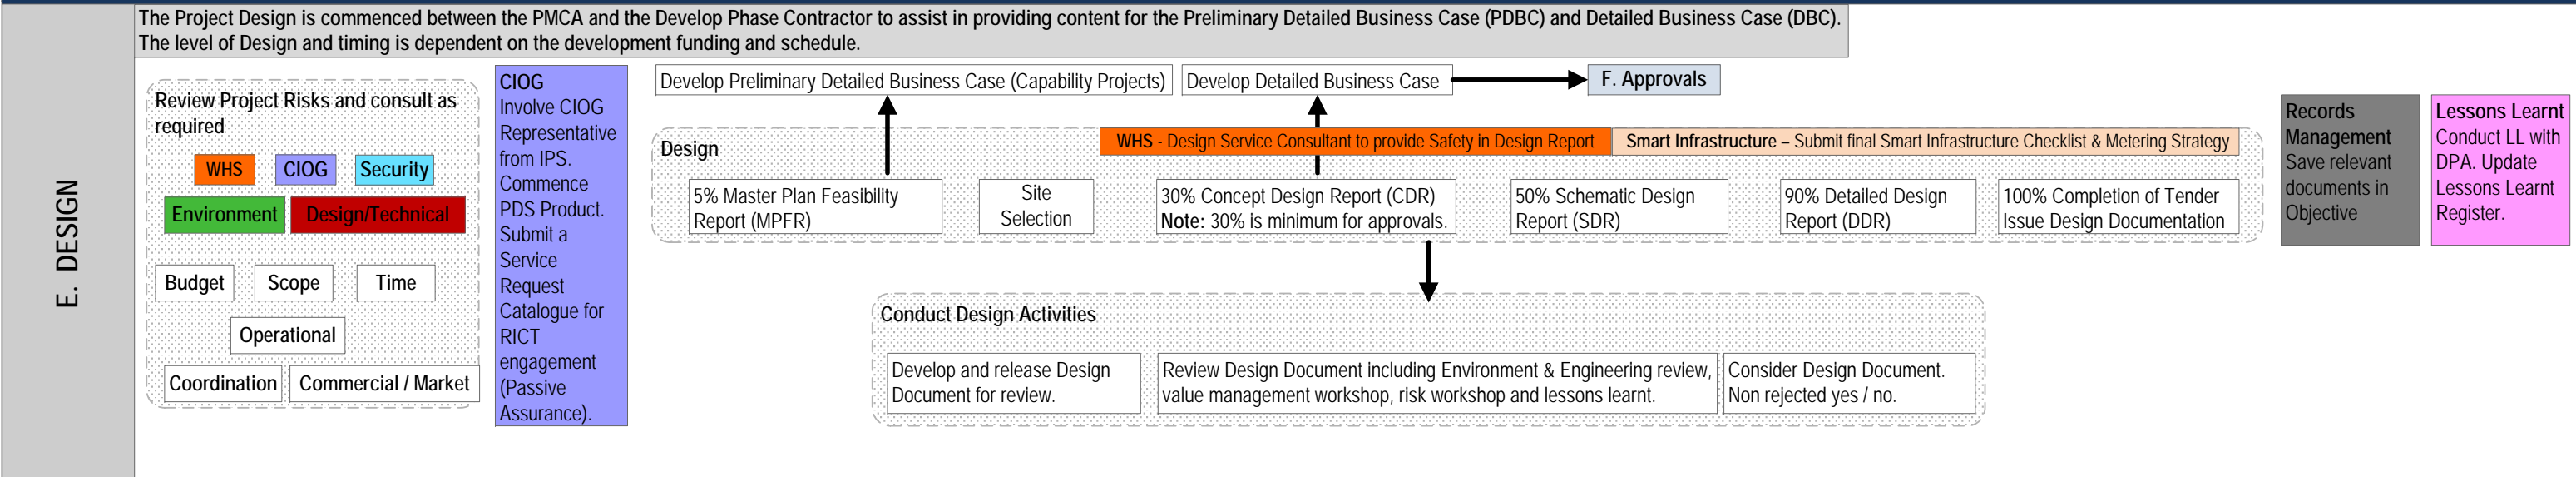 The Project Design is commenced between the PMCA and the Develop Phase Contractor to assist in providing content for the Preliminary Detailed Business Case (PDBC) and Detailed Business Case (DBC).
The level of Design and timing is dependent on the development funding and schedule.
E. DESIGN
Review Project Risks and consult as
required
WHS
CIOG
Security
Environment
Design/Technical
Budget
Scope
Time
Operational
Coordination
Commercial / Market
CIOG
Involve CIOG
Representative
from IPS.
Commence
PDS Product.
Submit a
Service
Request
Catalogue for
RICT
engagement
(Passive
Assurance).
Develop Preliminary Detailed Business Case (Capability Projects)
Develop Detailed Business Case
F. Approvals
Design
WHS - Design Service Consultant to provide Safety in Design Report
Smart Infrastructure – Submit final Smart Infrastructure Checklist & Metering Strategy
5% Master Plan Feasibility
Report (MPFR)
Site
Selection
30% Concept Design Report (CDR)
Note: 30% is minimum for approvals.
50% Schematic Design
Report (SDR)
90% Detailed Design
Report (DDR)
100% Completion of Tender
Issue Design Documentation
Conduct Design Activities
Develop and release Design
Document for review.
Review Design Document including Environment & Engineering review,
value management workshop, risk workshop and lessons learnt.
Consider Design Document.
Non rejected yes / no.
Records
Management
Save relevant
documents in
Objective
Lessons Learnt
Conduct LL with
DPA. Update
Lessons Learnt
Register.